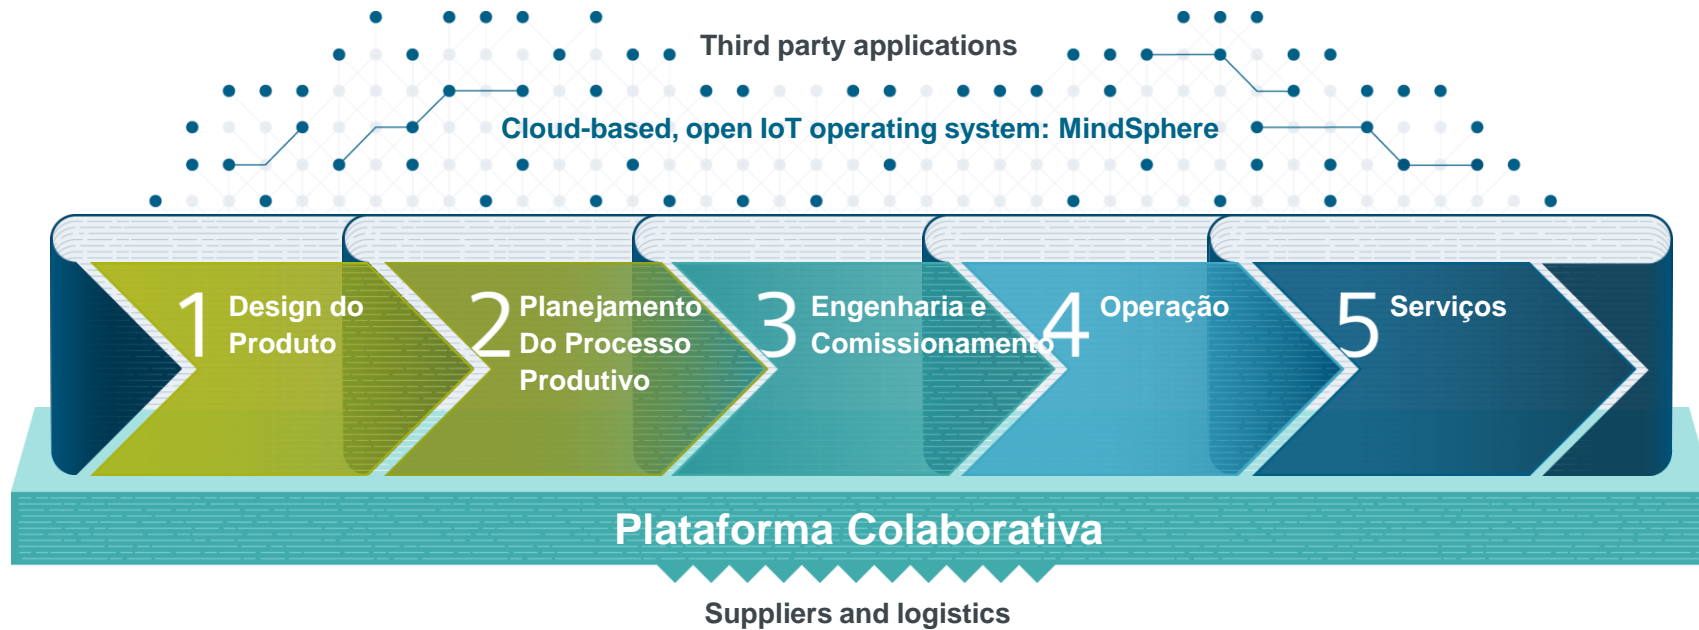 Third party applications
Cloud-based, open IoT operating system: MindSphere
1 Design do
Produto
2 Planejamento
Do Processo
Produtivo
3 Engenharia e
Comissionamento
4 Operação
5 Serviços
Plataforma Colaborativa
Suppliers and logistics